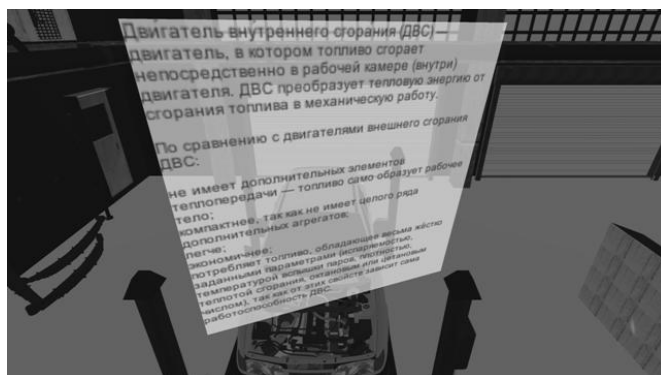 Двигатель внутреннего сгорания (ДВС) —
двигатель, в котором топливо сгорает
непосредственно в рабочей камере (внутри)
двигателя. ДВС преобразует тепловую энергию от
сгорания топлива в механическую работу.
По сравнению с двигателями внешнего сгорания
ДВС:
не имеет дополнительных элементов
теплопередачи — топливо само образует рабочее
тело;
компактнее, так как не имеет целого ряда
дополнительных агрегатов;
легче;
экономичнее;
потребляет топливо, обладающее весьма жёстко
заданными параметрами (испаряемостью,
температурой вспышки паров, плотностью,
теплотой сгорания, октановым или цетановым
числом), так как от этих свойств зависит сама
работоспособность ДВС.